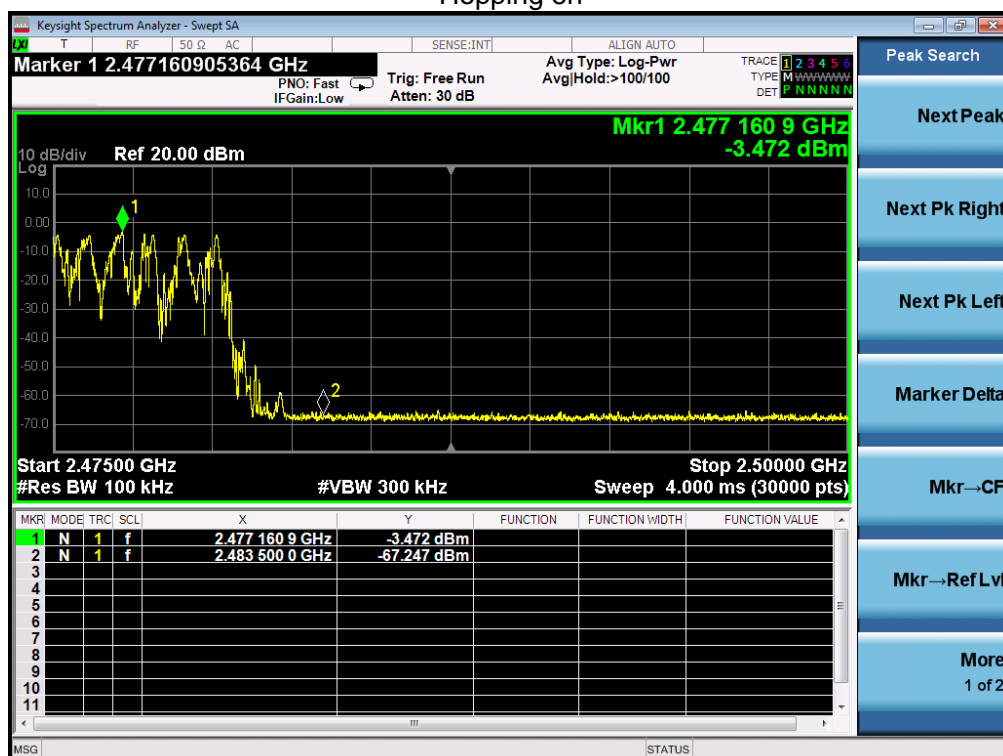 Hopping on
Keysight Spectrum Analyzer - Swept SA
LXI T RF 50 Ω AC SENSE:INT ALIGN AUTO
Marker 1 2.477160905364 GHz
PNO: Fast
IFGain:Low
Trig: Free Run
Atten: 30 dB
Avg Type: Log-Pwr
Avg|Hold:>100/100
TRACE 1 2 3 4 5 6
TYPE M WWWWW
DET P N N N N N
Mkr1 2.477 160 9 GHz
-3.472 dBm
10 dB/div Ref 20.00 dBm
Log
10.0
0.00
-10.0
-20.0
-30.0
-40.0
-50.0
-60.0
-70.0
1
2
Start 2.47500 GHz Stop 2.50000 GHz
#Res BW 100 kHz #VBW 300 kHz Sweep 4.000 ms (30000 pts)
MKR MODE TRC SCL X Y FUNCTION FUNCTION WIDTH FUNCTION VALUE
1 N 1 f 2.477 160 9 GHz -3.472 dBm
2 N 1 f 2.483 500 0 GHz -67.247 dBm
3
4
5
6
7
8
9
10
11
MSG STATUS
Peak Search
Next Peak
Next Pk Right
Next Pk Left
Marker Delta
Mkr→CF
Mkr→Ref Lvl
More
1 of 2